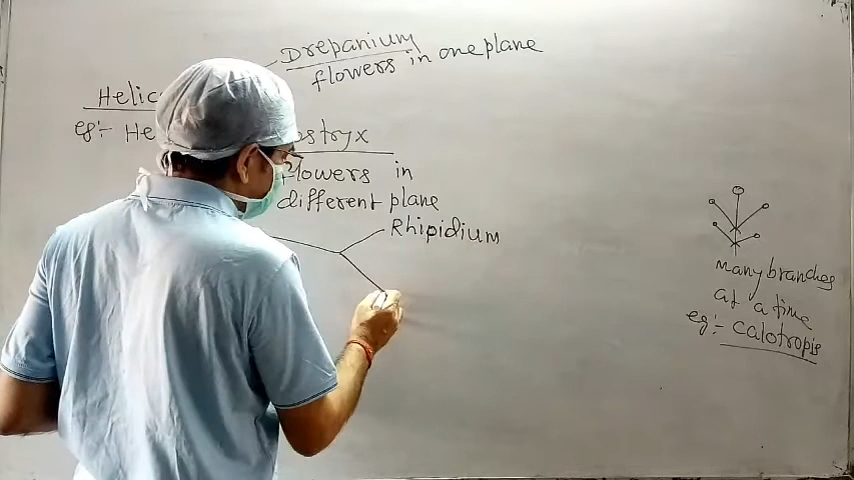 Drepanium
flowers in one plane
Helic
eg:- He
ostryx
flowers in
different plane
Rhipidium
many branches
at a time
eg:- Calotropis